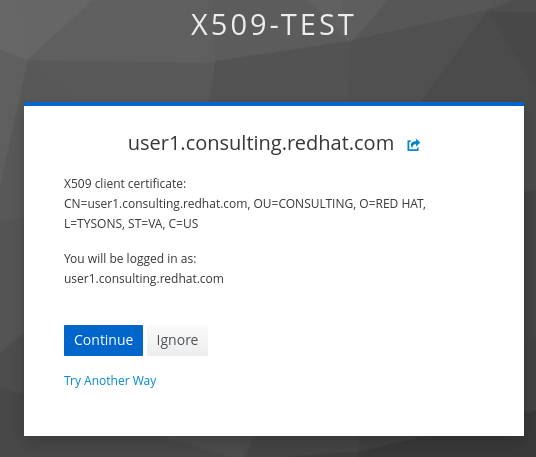 X509-TEST
user1.consulting.redhat.com
X509 client certificate:
CN=user1.consulting.redhat.com, OU=CONSULTING, O=RED HAT,
L=TYSONS, ST=VA, C=US
You will be logged in as:
user1.consulting.redhat.com
Continue Ignore
Try Another Way